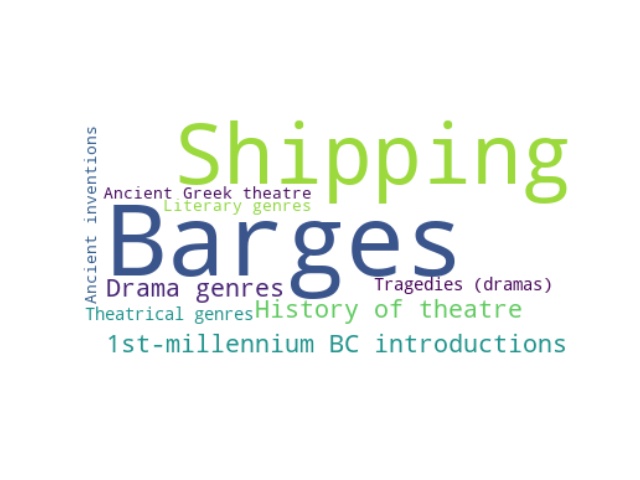 Shipping
Ancient inventions
Ancient Greek theatre
Literary genres
Barges
Drama genres
Tragedies (dramas)
Theatrical genres
History of theatre
1st-millennium BC introductions